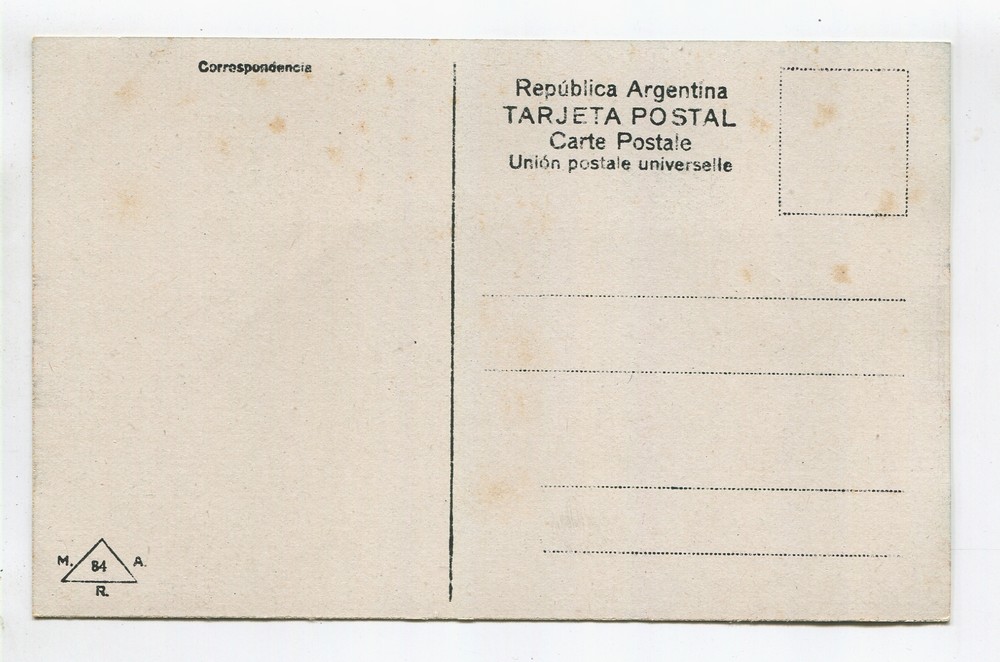 Correspondencia
República Argentina
TARJETA POSTAL
Carte Postale
Unión postale universelle
M. 84 A.
R.